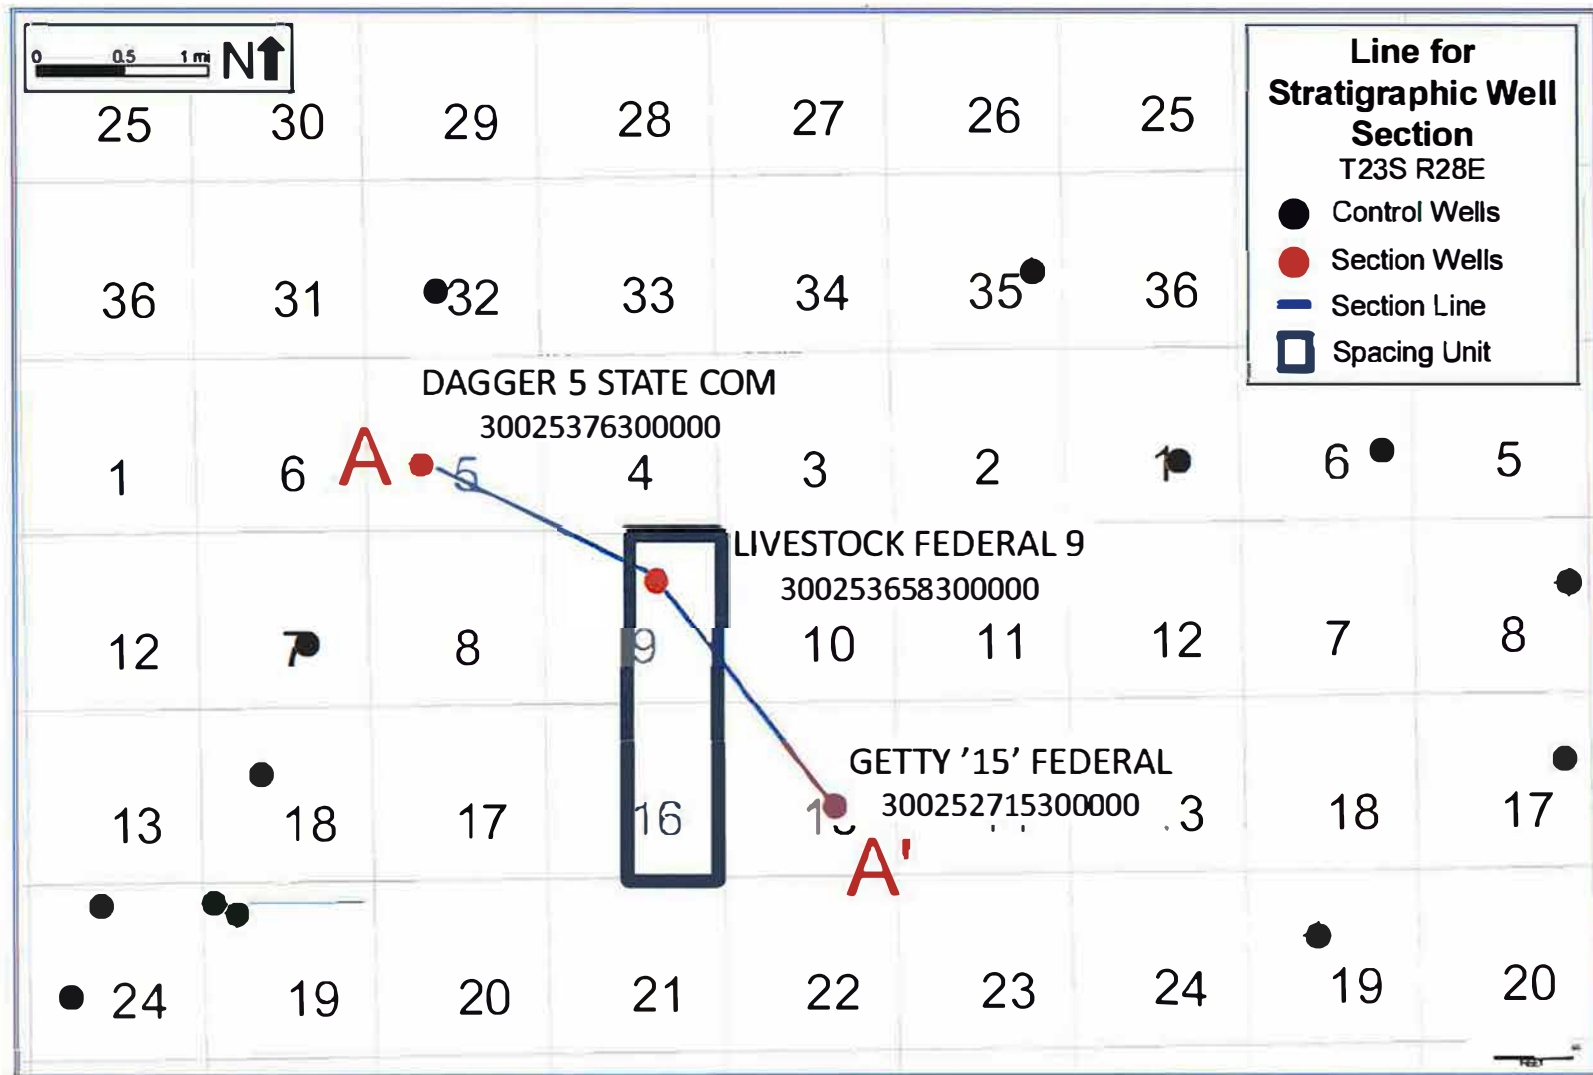 0 0.5 1 mi N
Line for
Stratigraphic Well
Section
T23S R28E
Control Wells
Section Wells
Section Line
Spacing Unit
25 30 29 28 27 26 25
36 31 32 33 34 35 36
DAGGER 5 STATE COM
30025376300000
1 6 A 5 4 3 2 1 6 5
LIVESTOCK FEDERAL 9
300253658300000
12 7 8 9 10 11 12 7 8
GETTY '15' FEDERAL
300252715300000
13 18 17 16 3 18 17
A'
24 19 20 21 22 23 24 19 20